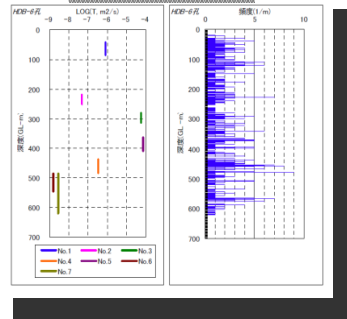 HDB-6孔 LOG(T, m2/s)
-9 -8 -7 -6 -5 -4
0
100
200
300
400
500
600
700
深度(GL-m)
No.1 No.2 No.3
No.4 No.5 No.6
No.7
HDB-6孔 頻度(1/m)
0 5 10
0
100
200
300
400
500
600
700
深度(GL-m)